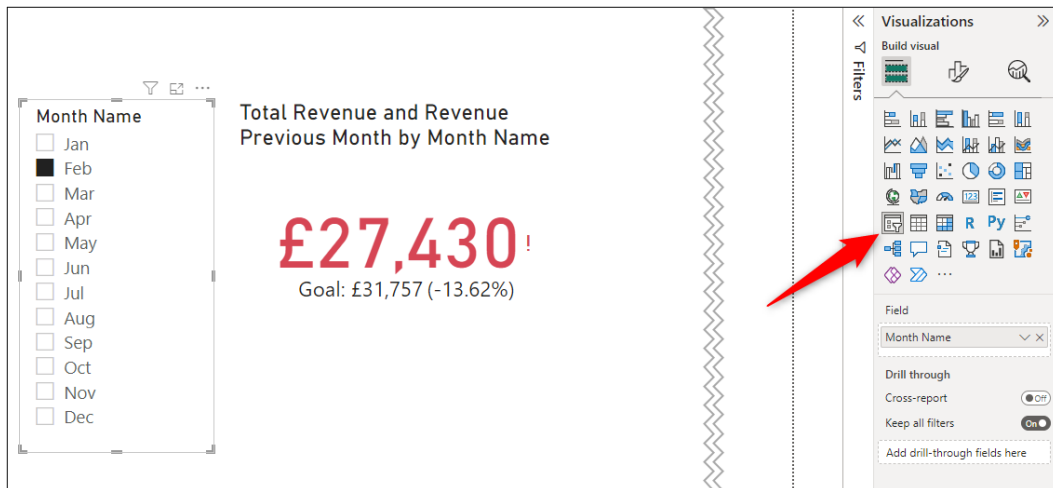 Visualizations
Build visual
Filters
Month Name
Jan
Feb
Mar
Apr
May
Jun
Jul
Aug
Sep
Oct
Nov
Dec
Total Revenue and Revenue
Previous Month by Month Name
£27,430!
Goal: £31,757 (-13.62%)
123
R
Py
Field
Month Name
Drill through
Cross-report
Off
Keep all filters
On
Add drill-through fields here